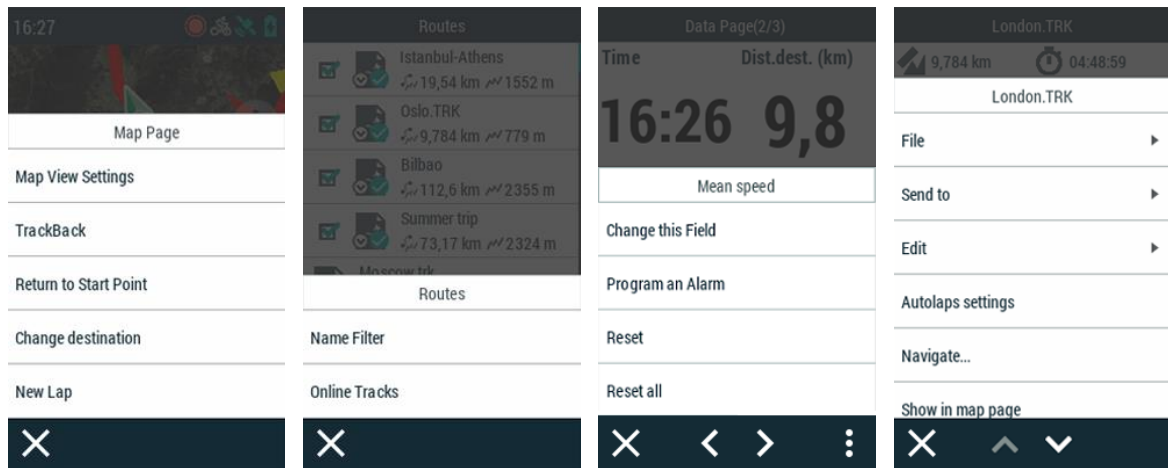 16:27
Map Page
Map View Settings
TrackBack
Return to Start Point
Change destination
New Lap
Routes
Istanbul-Athens
19,54 km 1552 m
Oslo.TRK
9,784 km 779 m
Bilbao
112,6 km 2355 m
Summer trip
73,17 km 2324 m
Moscow.trk
Routes
Name Filter
Online Tracks
Data Page(2/3)
Time Dist.dest. (km)
16:26 9,8
Mean speed
Change this Field
Program an Alarm
Reset
Reset all
London.TRK
9,784 km 04:48:59
London.TRK
File
Send to
Edit
Autolaps settings
Navigate...
Show in map page